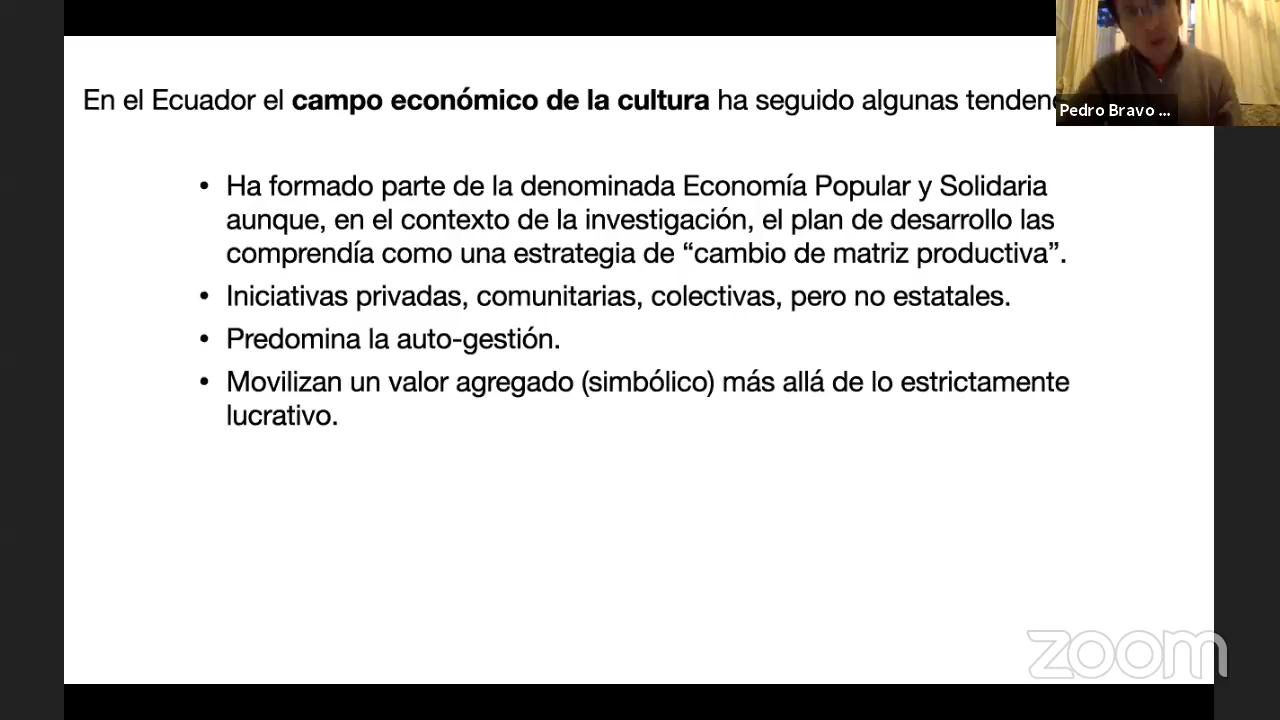 En el Ecuador el campo económico de la cultura ha seguido algunas
Pedro Bravo ...
• Ha formado parte de la denominada Economía Popular y Solidaria
aunque, en el contexto de la investigación, el plan de desarrollo las
comprendía como una estrategia de “cambio de matriz productiva”.
• Iniciativas privadas, comunitarias, colectivas, pero no estatales.
• Predomina la auto-gestión.
• Movilizan un valor agregado (simbólico) más allá de lo estrictamente
lucrativo.
zoom